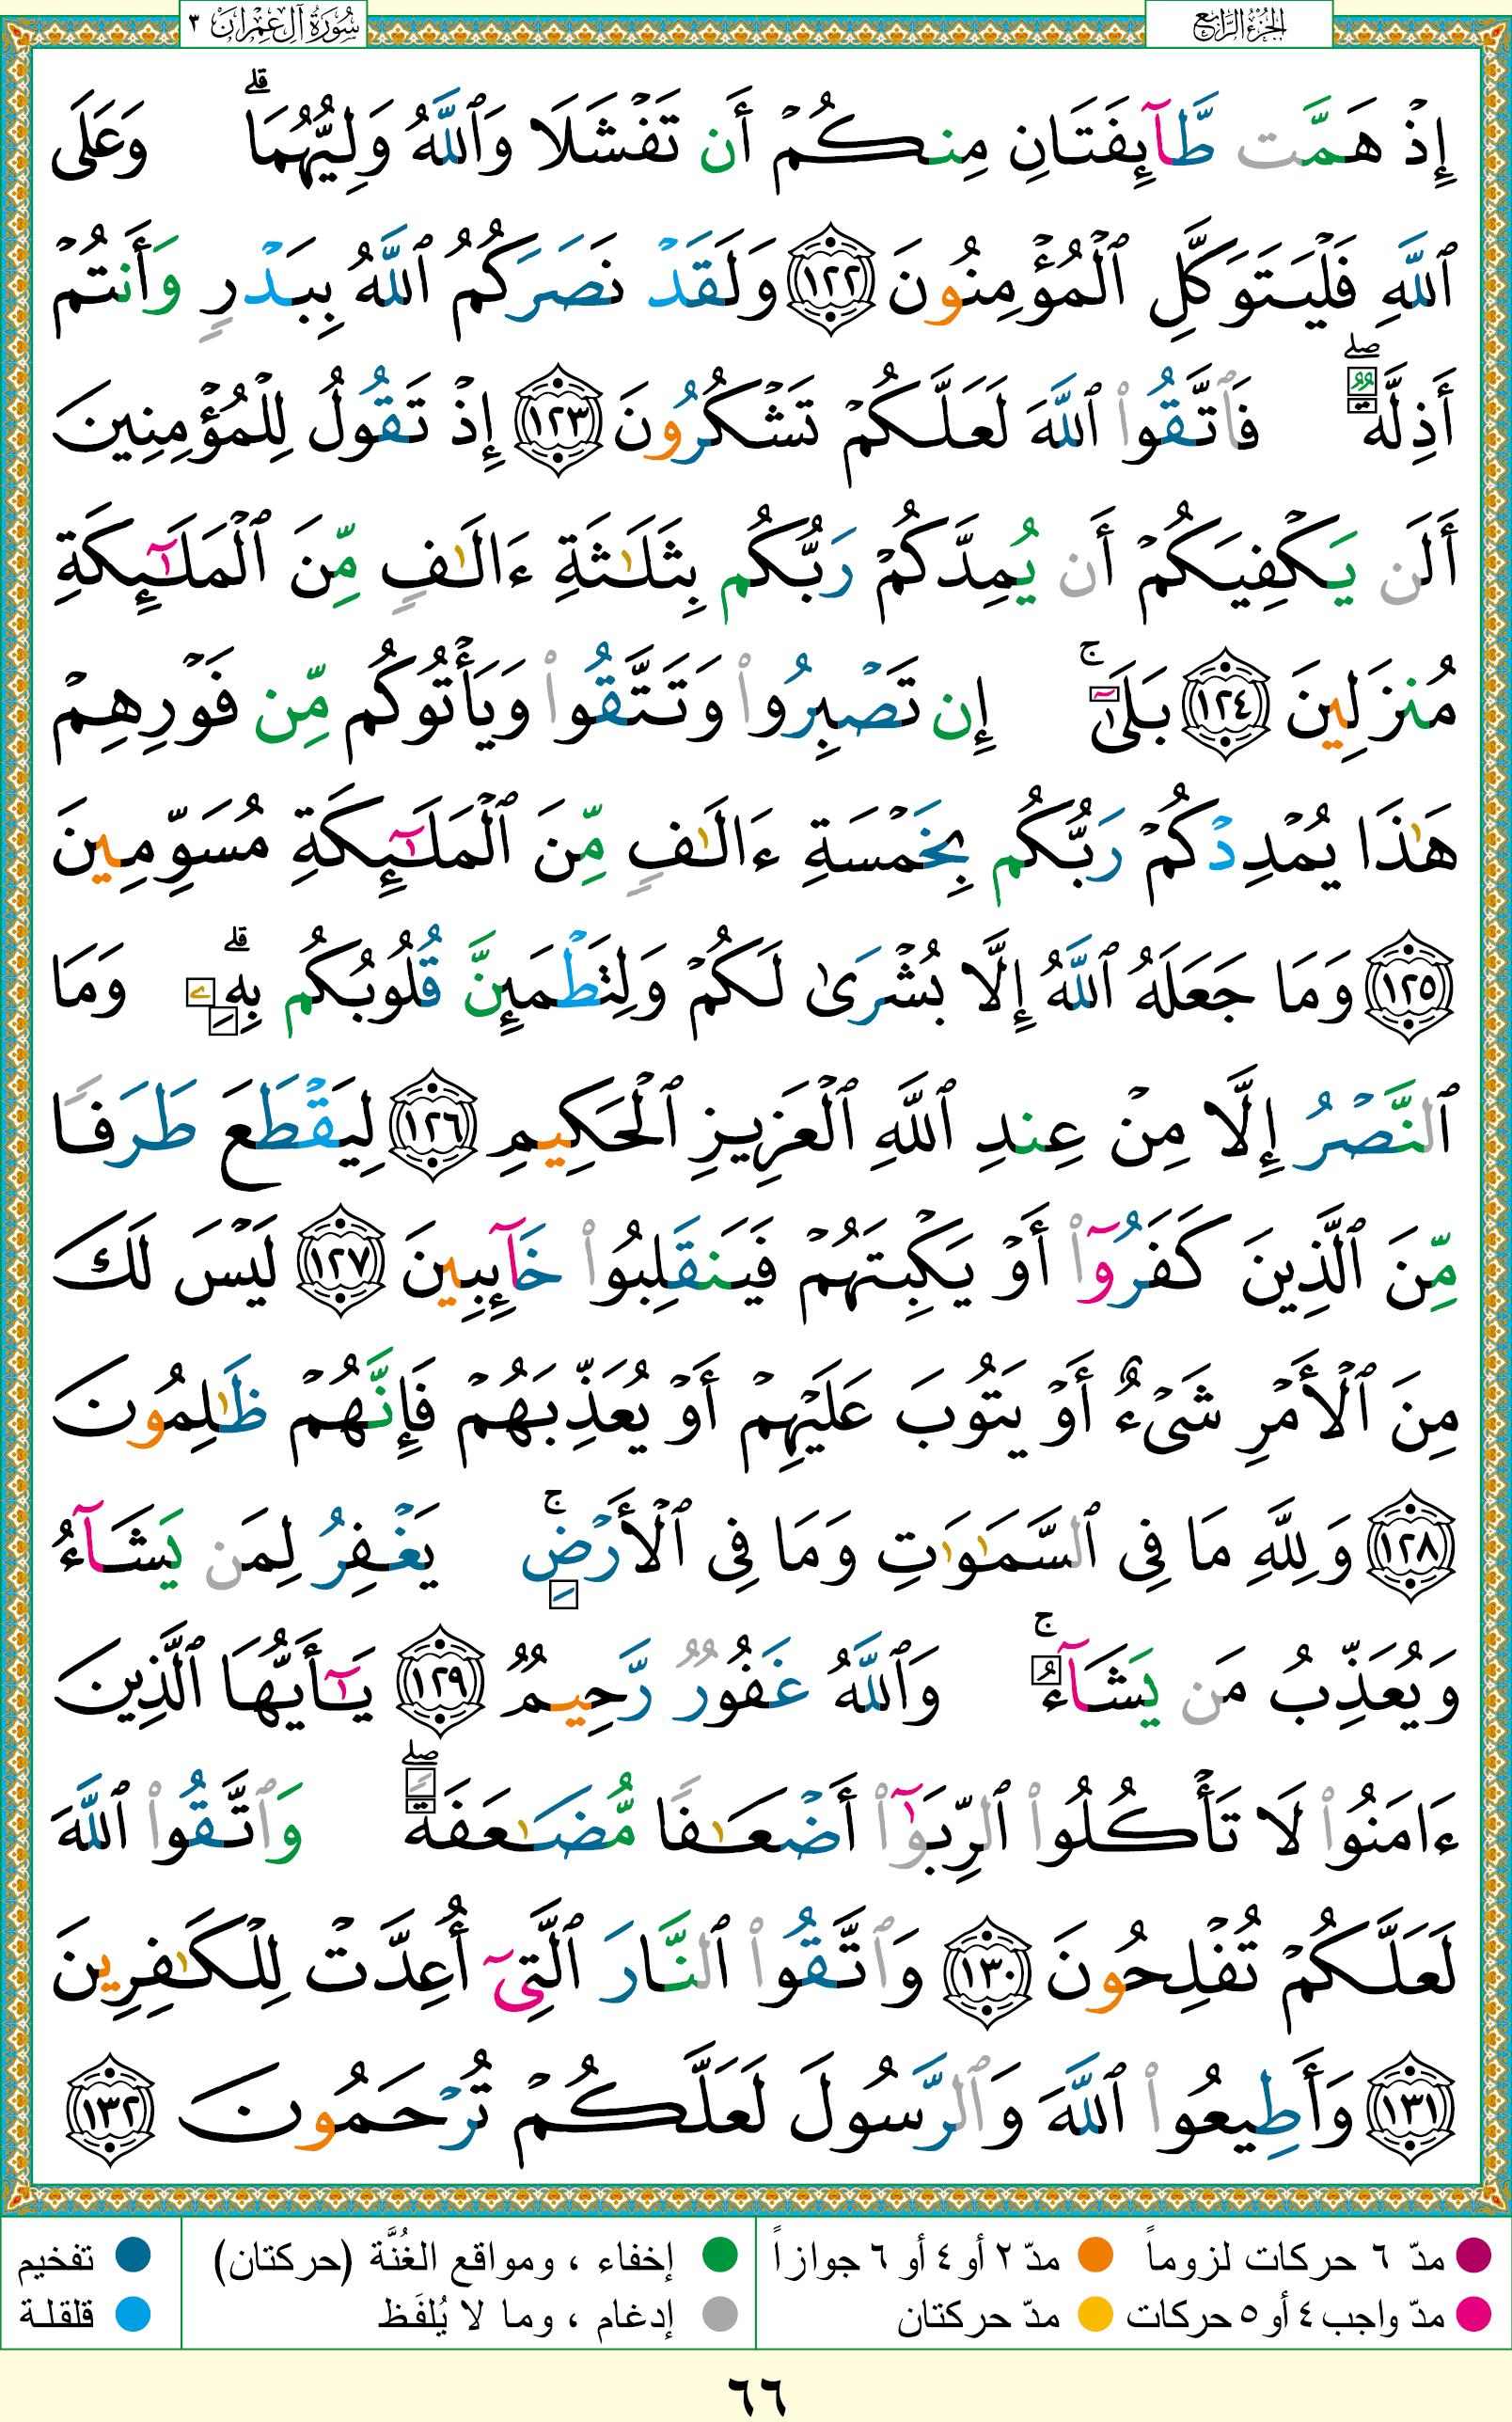 الجزء الرابع
سورة آل عمران ٣
إِذۡ هَمَّت طَّآئِفَتَانِ مِنكُمۡ أَن تَفۡشَلَا وَٱللَّهُ وَلِيُّهُمَاۗ وَعَلَى
ٱللَّهِ فَلۡيَتَوَكَّلِ ٱلۡمُؤۡمِنُونَ ١٢٢ وَلَقَدۡ نَصَرَكُمُ ٱللَّهُ بِبَدۡرٖ وَأَنتُمۡ
أَذِلَّةٞۖ فَٱتَّقُواْ ٱللَّهَ لَعَلَّكُمۡ تَشۡكُرُونَ ١٢٣ إِذۡ تَقُولُ لِلۡمُؤۡمِنِينَ
أَلَن يَكۡفِيَكُمۡ أَن يُمِدَّكُمۡ رَبُّكُم بِثَلَٰثَةِ ءَالَٰفٖ مِّنَ ٱلۡمَلَٰٓئِكَةِ
مُنزَلِينَ ١٢٤ بَلَىٰٓۚ إِن تَصۡبِرُواْ وَتَتَّقُواْ وَيَأۡتُوكُم مِّن فَوۡرِهِمۡ
هَٰذَا يُمۡدِدۡكُمۡ رَبُّكُم بِخَمۡسَةِ ءَالَٰفٖ مِّنَ ٱلۡمَلَٰٓئِكَةِ مُسَوِّمِينَ
١٢٥ وَمَا جَعَلَهُ ٱللَّهُ إِلَّا بُشۡرَىٰ لَكُمۡ وَلِتَطۡمَئِنَّ قُلُوبُكُم بِهِۦۗ وَمَا
ٱلنَّصۡرُ إِلَّا مِنۡ عِندِ ٱللَّهِ ٱلۡعَزِيزِ ٱلۡحَكِيمِ ١٢٦ لِيَقۡطَعَ طَرَفٗا
مِّنَ ٱلَّذِينَ كَفَرُوٓاْ أَوۡ يَكۡبِتَهُمۡ فَيَنقَلِبُواْ خَآئِبِينَ ١٢٧ لَيۡسَ لَكَ
مِنَ ٱلۡأَمۡرِ شَيۡءٌ أَوۡ يَتُوبَ عَلَيۡهِمۡ أَوۡ يُعَذِّبَهُمۡ فَإِنَّهُمۡ ظَٰلِمُونَ
١٢٨ وَلِلَّهِ مَا فِي ٱلسَّمَٰوَٰتِ وَمَا فِي ٱلۡأَرۡضِۚ يَغۡفِرُ لِمَن يَشَآءُ
وَيُعَذِّبُ مَن يَشَآءُۚ وَٱللَّهُ غَفُورٞ رَّحِيمٞ ١٢٩ يَٰٓأَيُّهَا ٱلَّذِينَ
ءَامَنُواْ لَا تَأۡكُلُواْ ٱلرِّبَوٰٓاْ أَضۡعَٰفٗا مُّضَٰعَفَةٗۖ وَٱتَّقُواْ ٱللَّهَ
لَعَلَّكُمۡ تُفۡلِحُونَ ١٣٠ وَٱتَّقُواْ ٱلنَّارَ ٱلَّتِيٓ أُعِدَّتۡ لِلۡكَٰفِرِينَ
١٣١ وَأَطِيعُواْ ٱللَّهَ وَٱلرَّسُولَ لَعَلَّكُمۡ تُرۡحَمُونَ ١٣٢
مدّ ٦ حركات لزوماً مدّ ٢ أو ٤ أو ٦ جوازاً إخفاء ، ومواقع الغُنَّة (حركتان) تفخيم
مدّ واجب ٤ أو ٥ حركات مدّ حركتان إدغام ، وما لا يُلفَظ قلقلة
٦٦